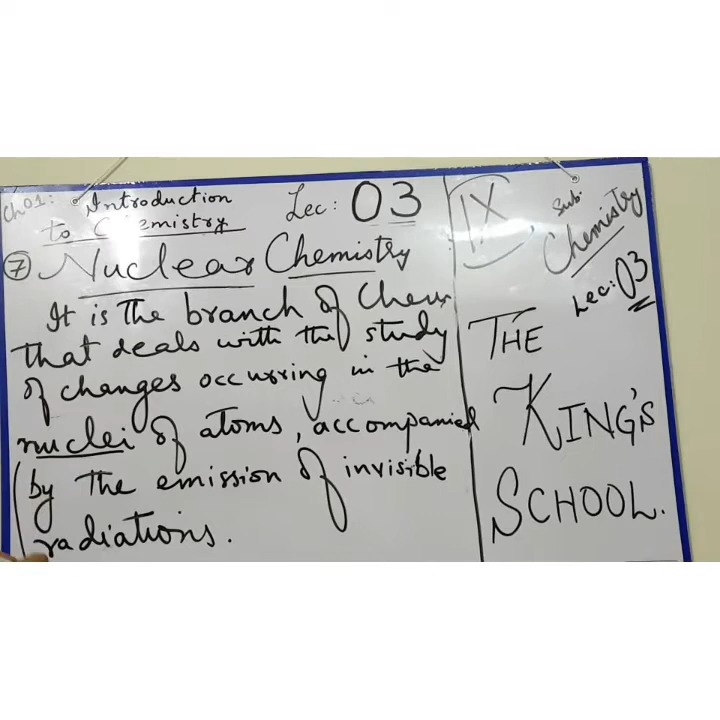 Ch 01: Introduction
to Chemistry
Lec: 03
⑦ Nuclear Chemistry
It is the branch of Chem
that deals with the study
of changes occurring in the
nuclei of atoms, accompanied
by the emission of invisible
radiations.
IX
Sub:
Chemistry
Lec: 03
THE
KING'S
SCHOOL.